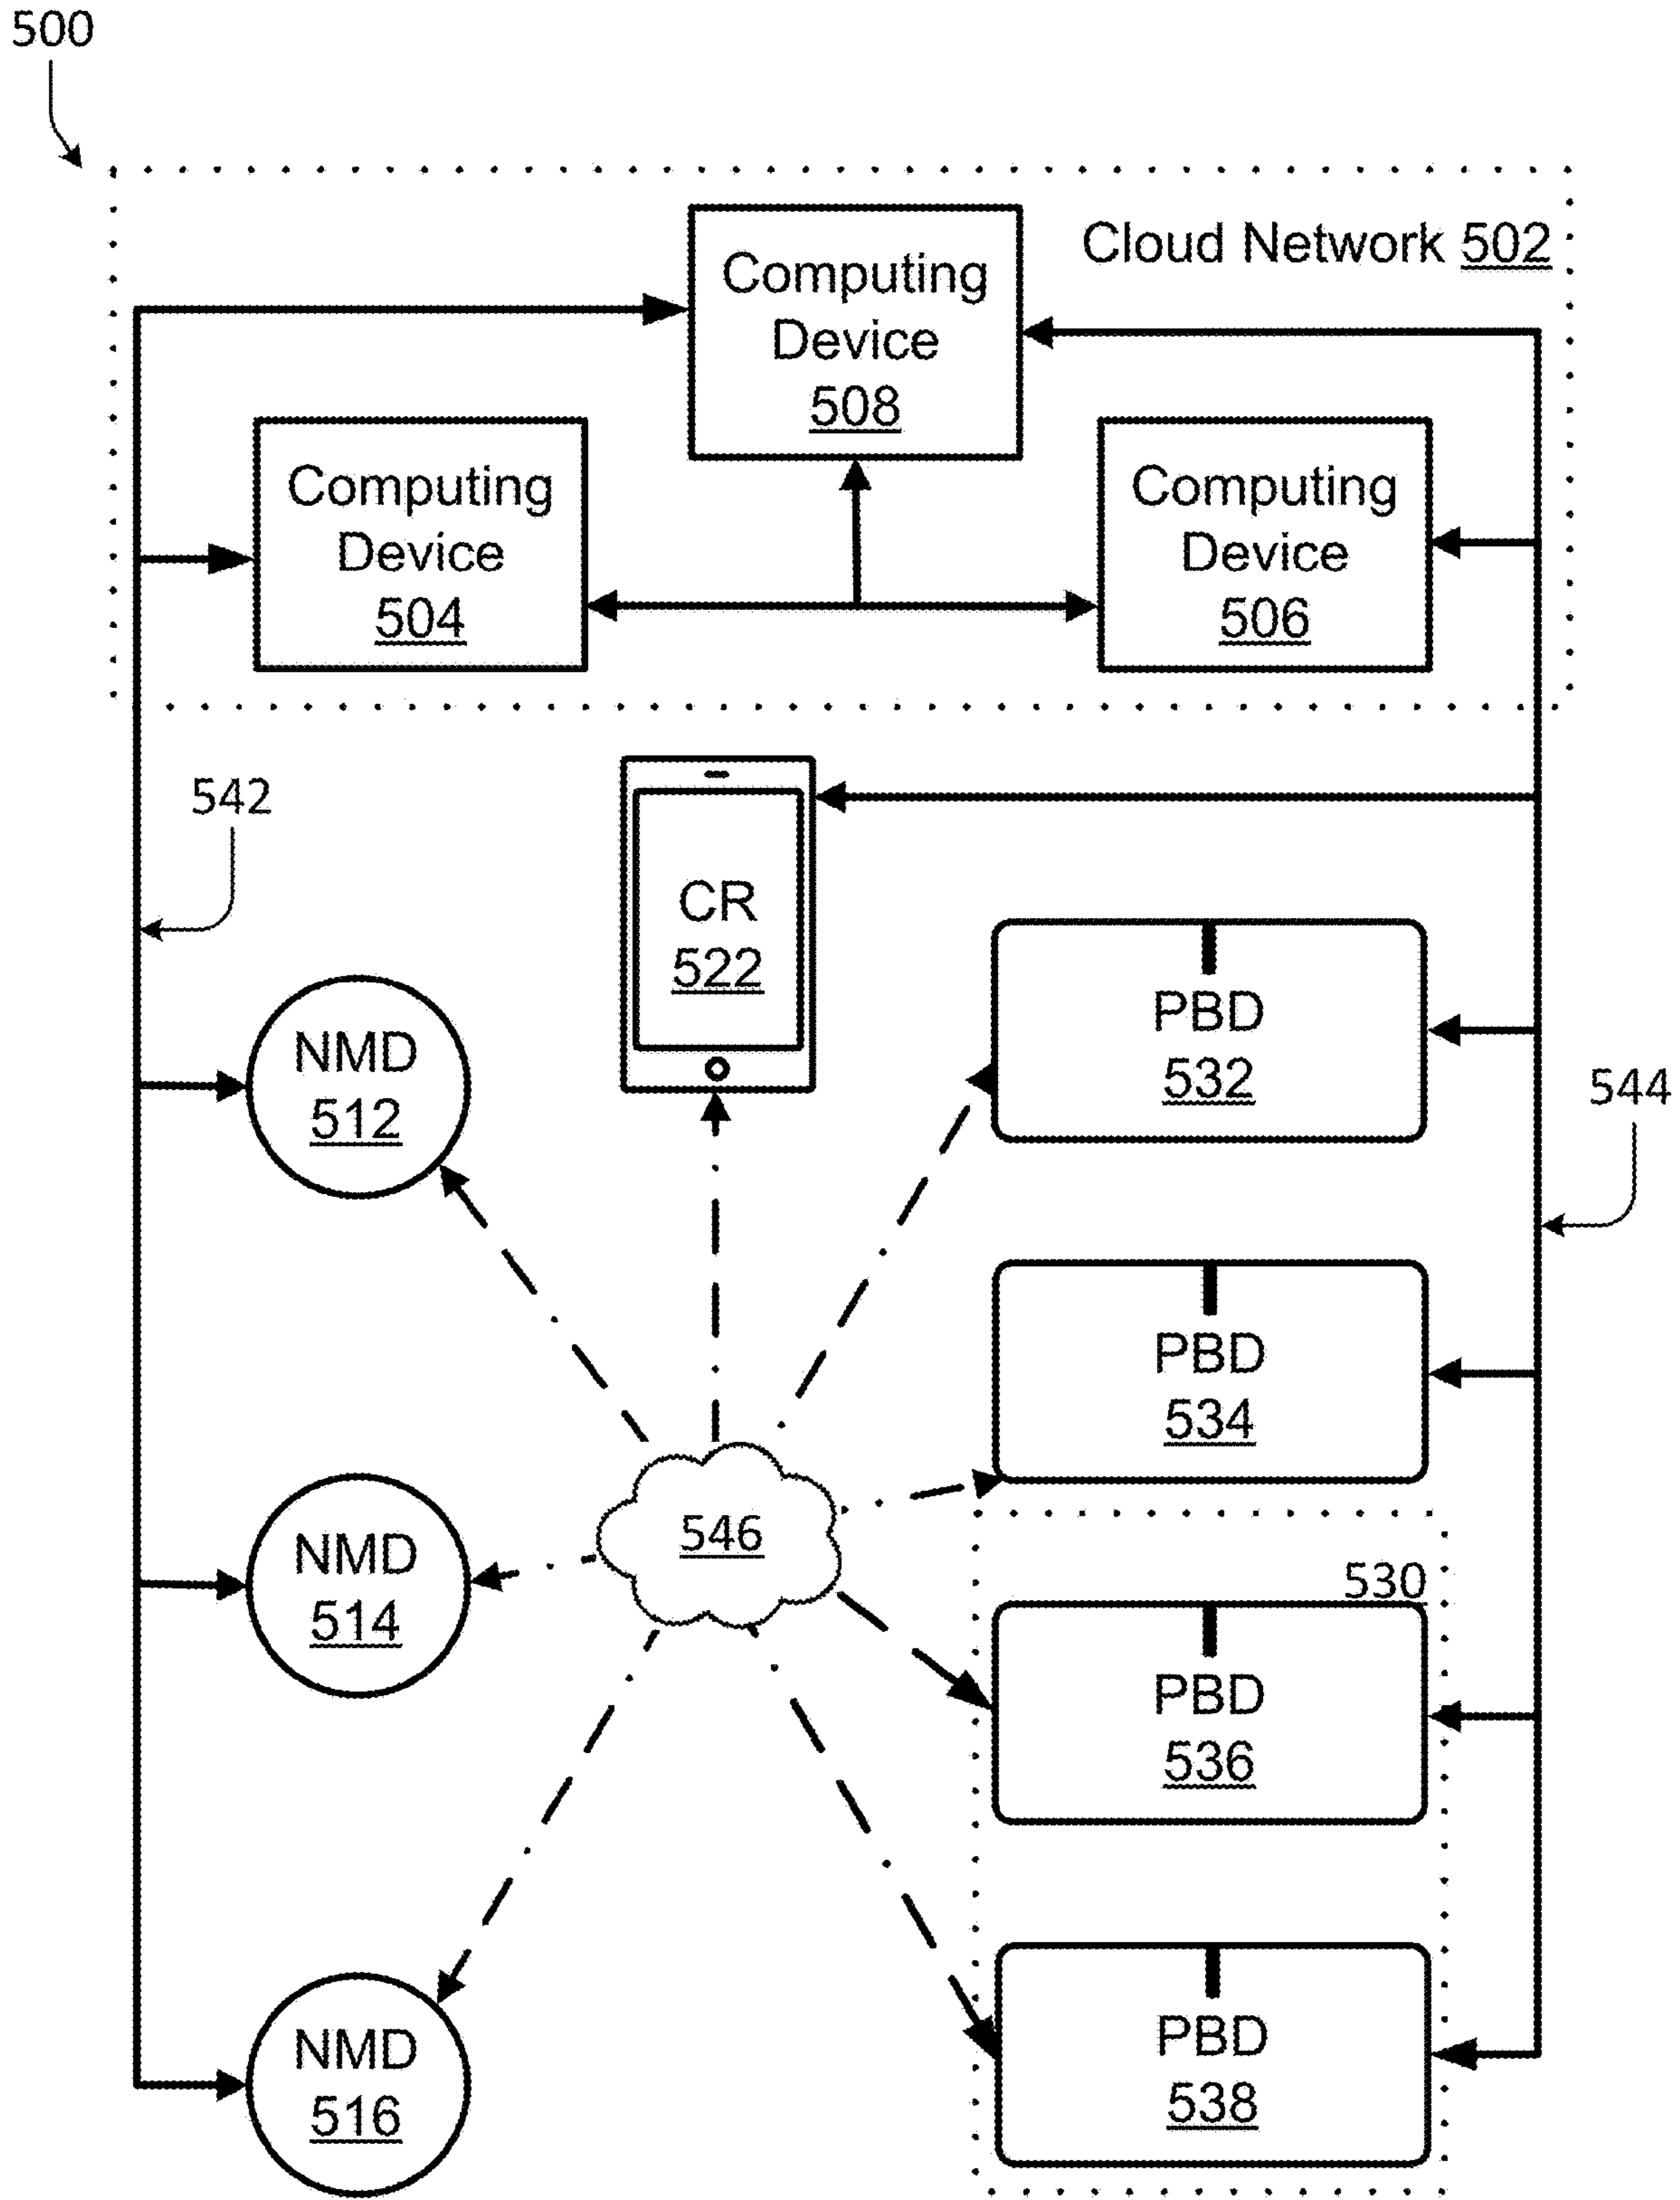 500
Cloud Network 502
Computing
Device
508
Computing
Device
504
Computing
Device
506
542
CR
522
NMD
512
PBD
532
544
PBD
534
546
NMD
514
530
PBD
536
NMD
516
PBD
538